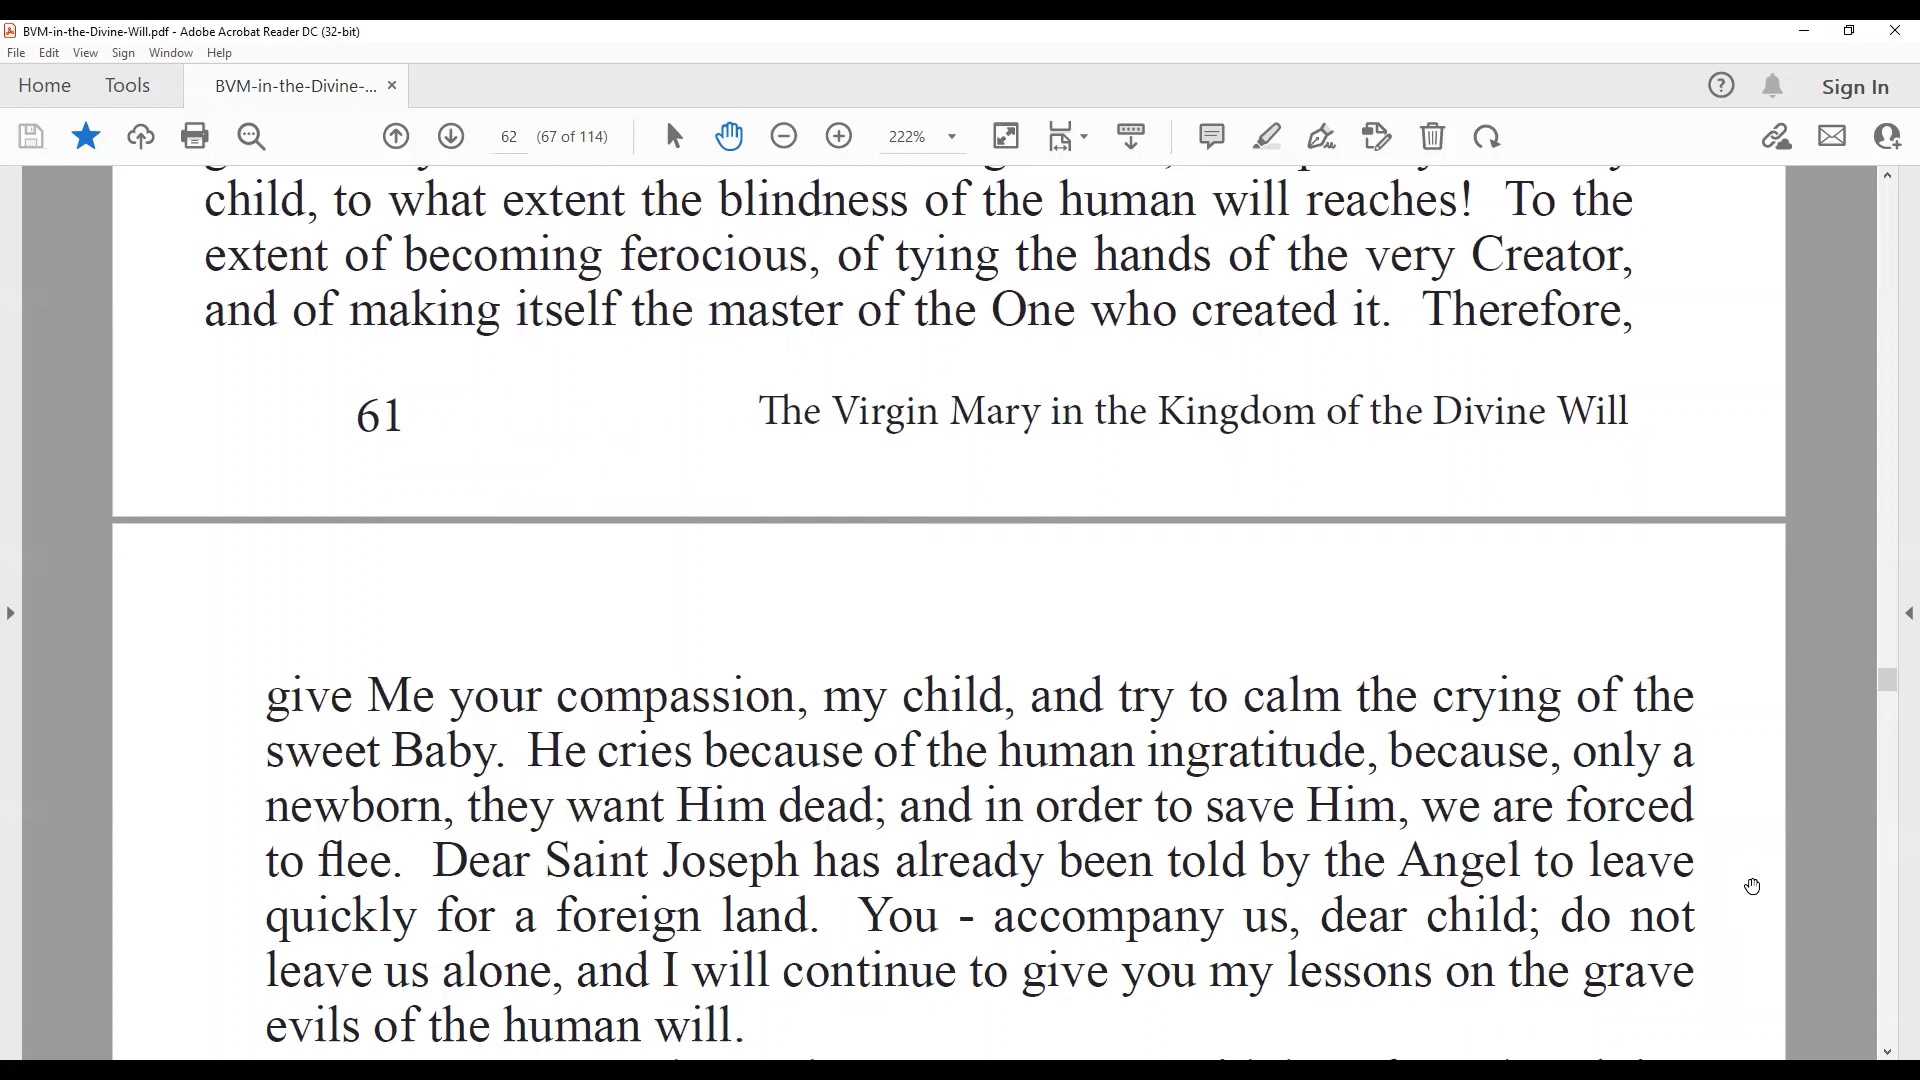 BVM-in-the-Divine-Will.pdf - Adobe Acrobat Reader DC (32-bit)
File Edit View Sign Window Help
Home Tools BVM-in-the-Divine-... × Sign In
62 (67 of 114) 222%
child, to what extent the blindness of the human will reaches! To the
extent of becoming ferocious, of tying the hands of the very Creator,
and of making itself the master of the One who created it. Therefore,
61 The Virgin Mary in the Kingdom of the Divine Will
give Me your compassion, my child, and try to calm the crying of the
sweet Baby. He cries because of the human ingratitude, because, only a
newborn, they want Him dead; and in order to save Him, we are forced
to flee. Dear Saint Joseph has already been told by the Angel to leave
quickly for a foreign land. You - accompany us, dear child; do not
leave us alone, and I will continue to give you my lessons on the grave
evils of the human will.